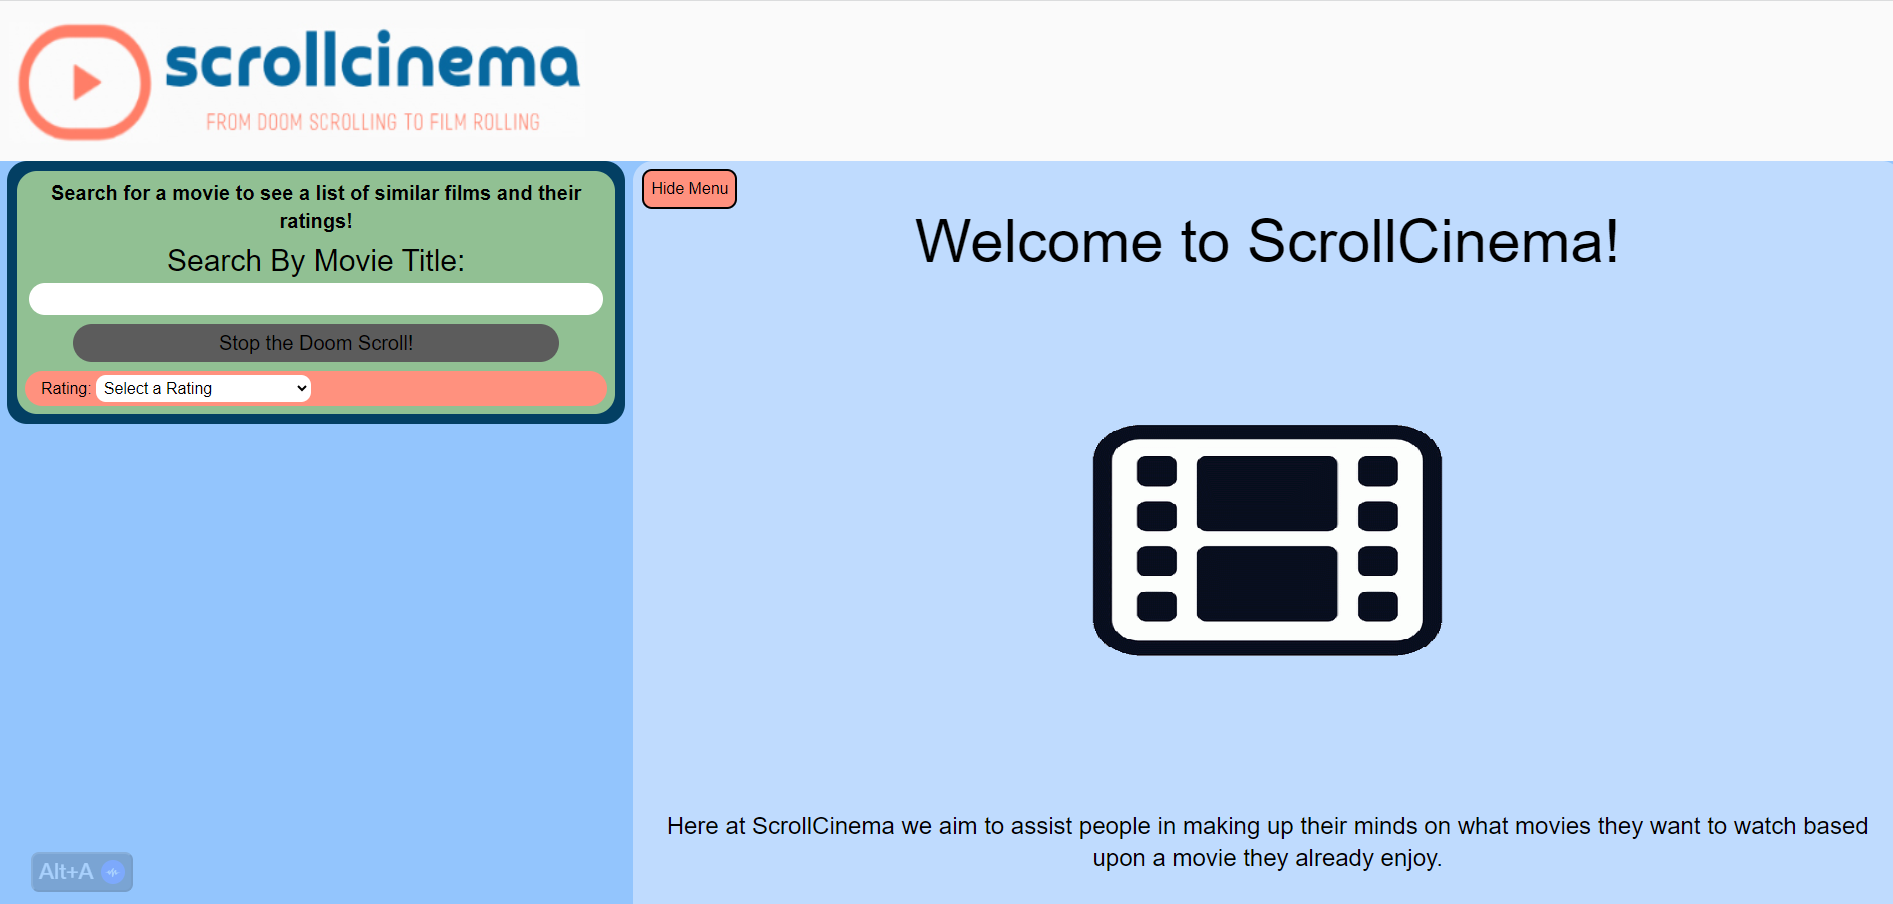 scrollcinema
FROM DOOM SCROLLING TO FILM ROLLING
Search for a movie to see a list of similar films and their
ratings!
Search By Movie Title:
Stop the Doom Scroll!
Rating: Select a Rating
Hide Menu
Welcome to ScrollCinema!
Here at ScrollCinema we aim to assist people in making up their minds on what movies they want to watch based
upon a movie they already enjoy.
Alt+A